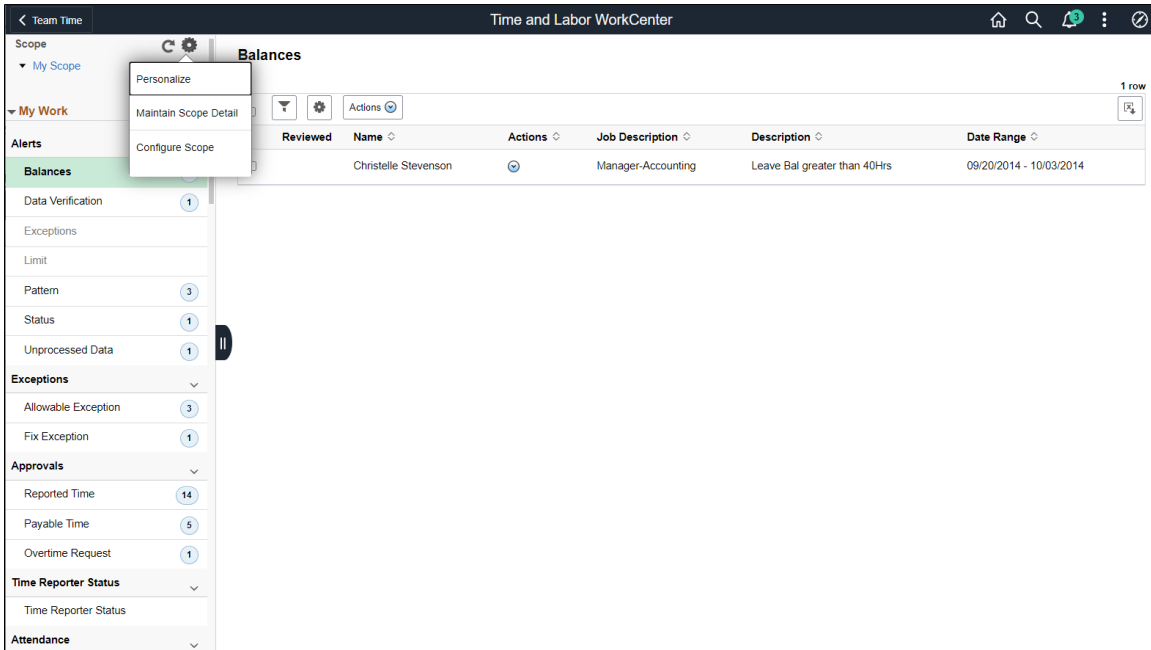 Team Time
Time and Labor WorkCenter
3
Scope
My Scope
Personalize
Maintain Scope Detail
Configure Scope
My Work
Alerts
Balances
Data Verification 1
Exceptions
Limit
Pattern 3
Status 1
Unprocessed Data 1
Exceptions
Allowable Exception 3
Fix Exception 1
Approvals
Reported Time 14
Payable Time 5
Overtime Request 1
Time Reporter Status
Time Reporter Status
Attendance
Balances
1 row
Actions
Reviewed Name Actions Job Description Description Date Range
Christelle Stevenson Manager-Accounting Leave Bal greater than 40Hrs 09/20/2014 - 10/03/2014